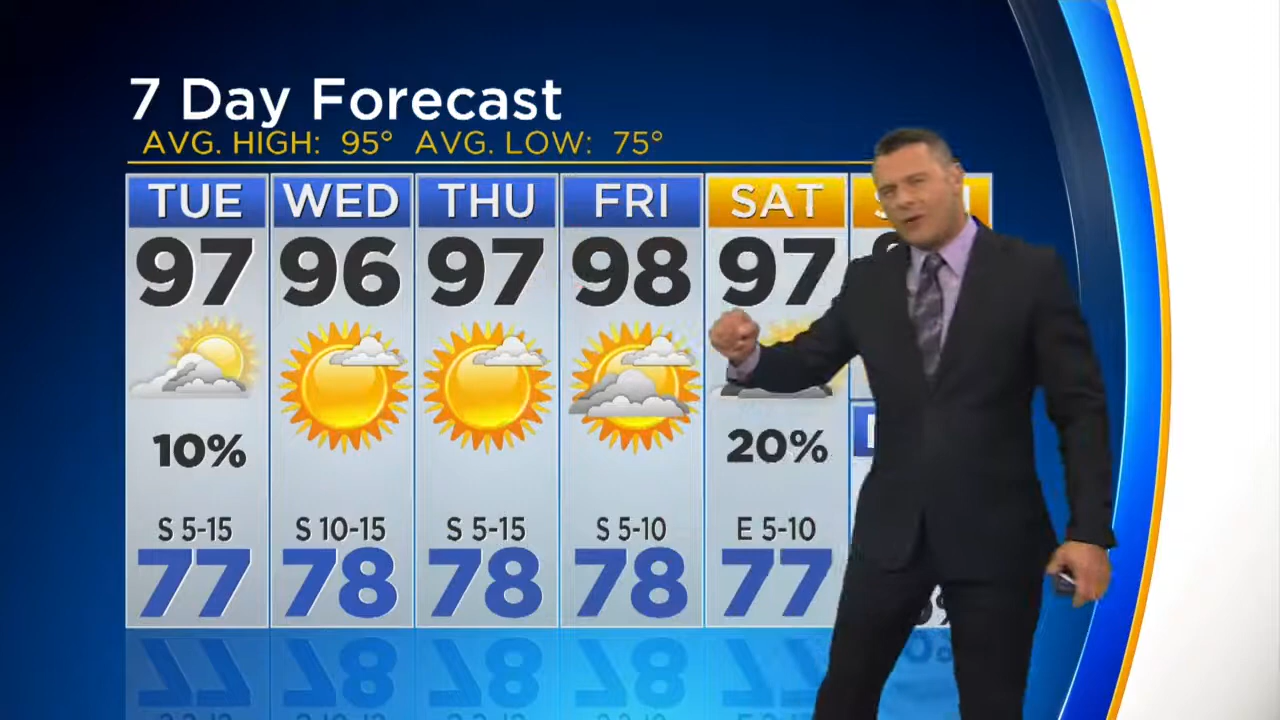 7 Day Forecast
AVG. HIGH: 95° AVG. LOW: 75°
TUE WED THU FRI SAT
97 96 97 98 97
10% 20%
S 5-15 S 10-15 S 5-15 S 5-10 E 5-10
77 78 78 78 77